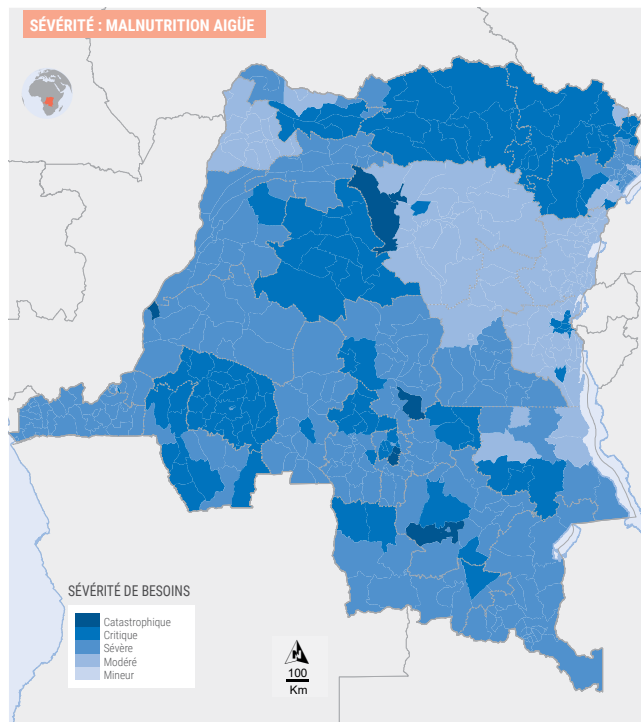 SÉVÉRITÉ : MALNUTRITION AIGÜE
SÉVÉRITÉ DE BESOINS
Catastrophique
Critique
Sévère
Modéré
Mineur
N
100
Km